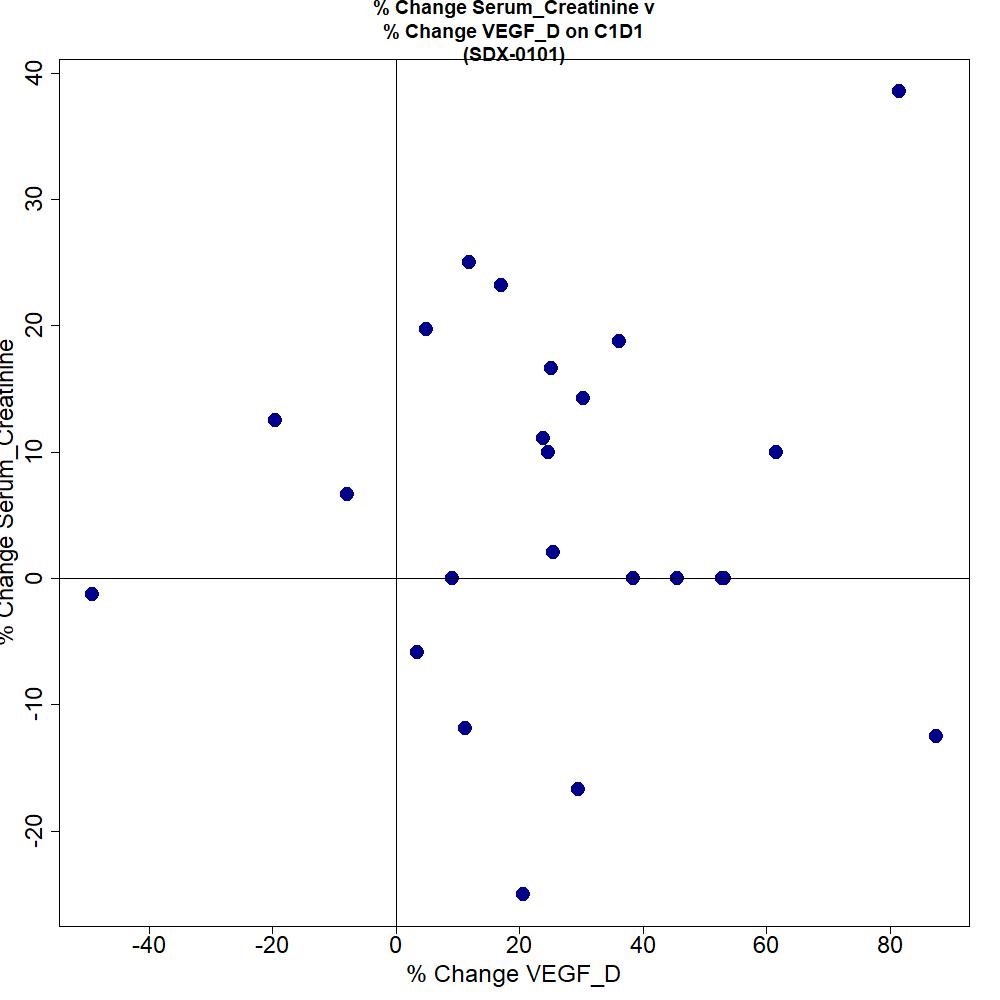 % Change Serum_Creatinine v
% Change VEGF_D on C1D1
(SDX-0101)
% Change Serum_Creatinine
40
30
20
10
0
-10
-20
-40
-20
0
20
40
60
80
% Change VEGF_D